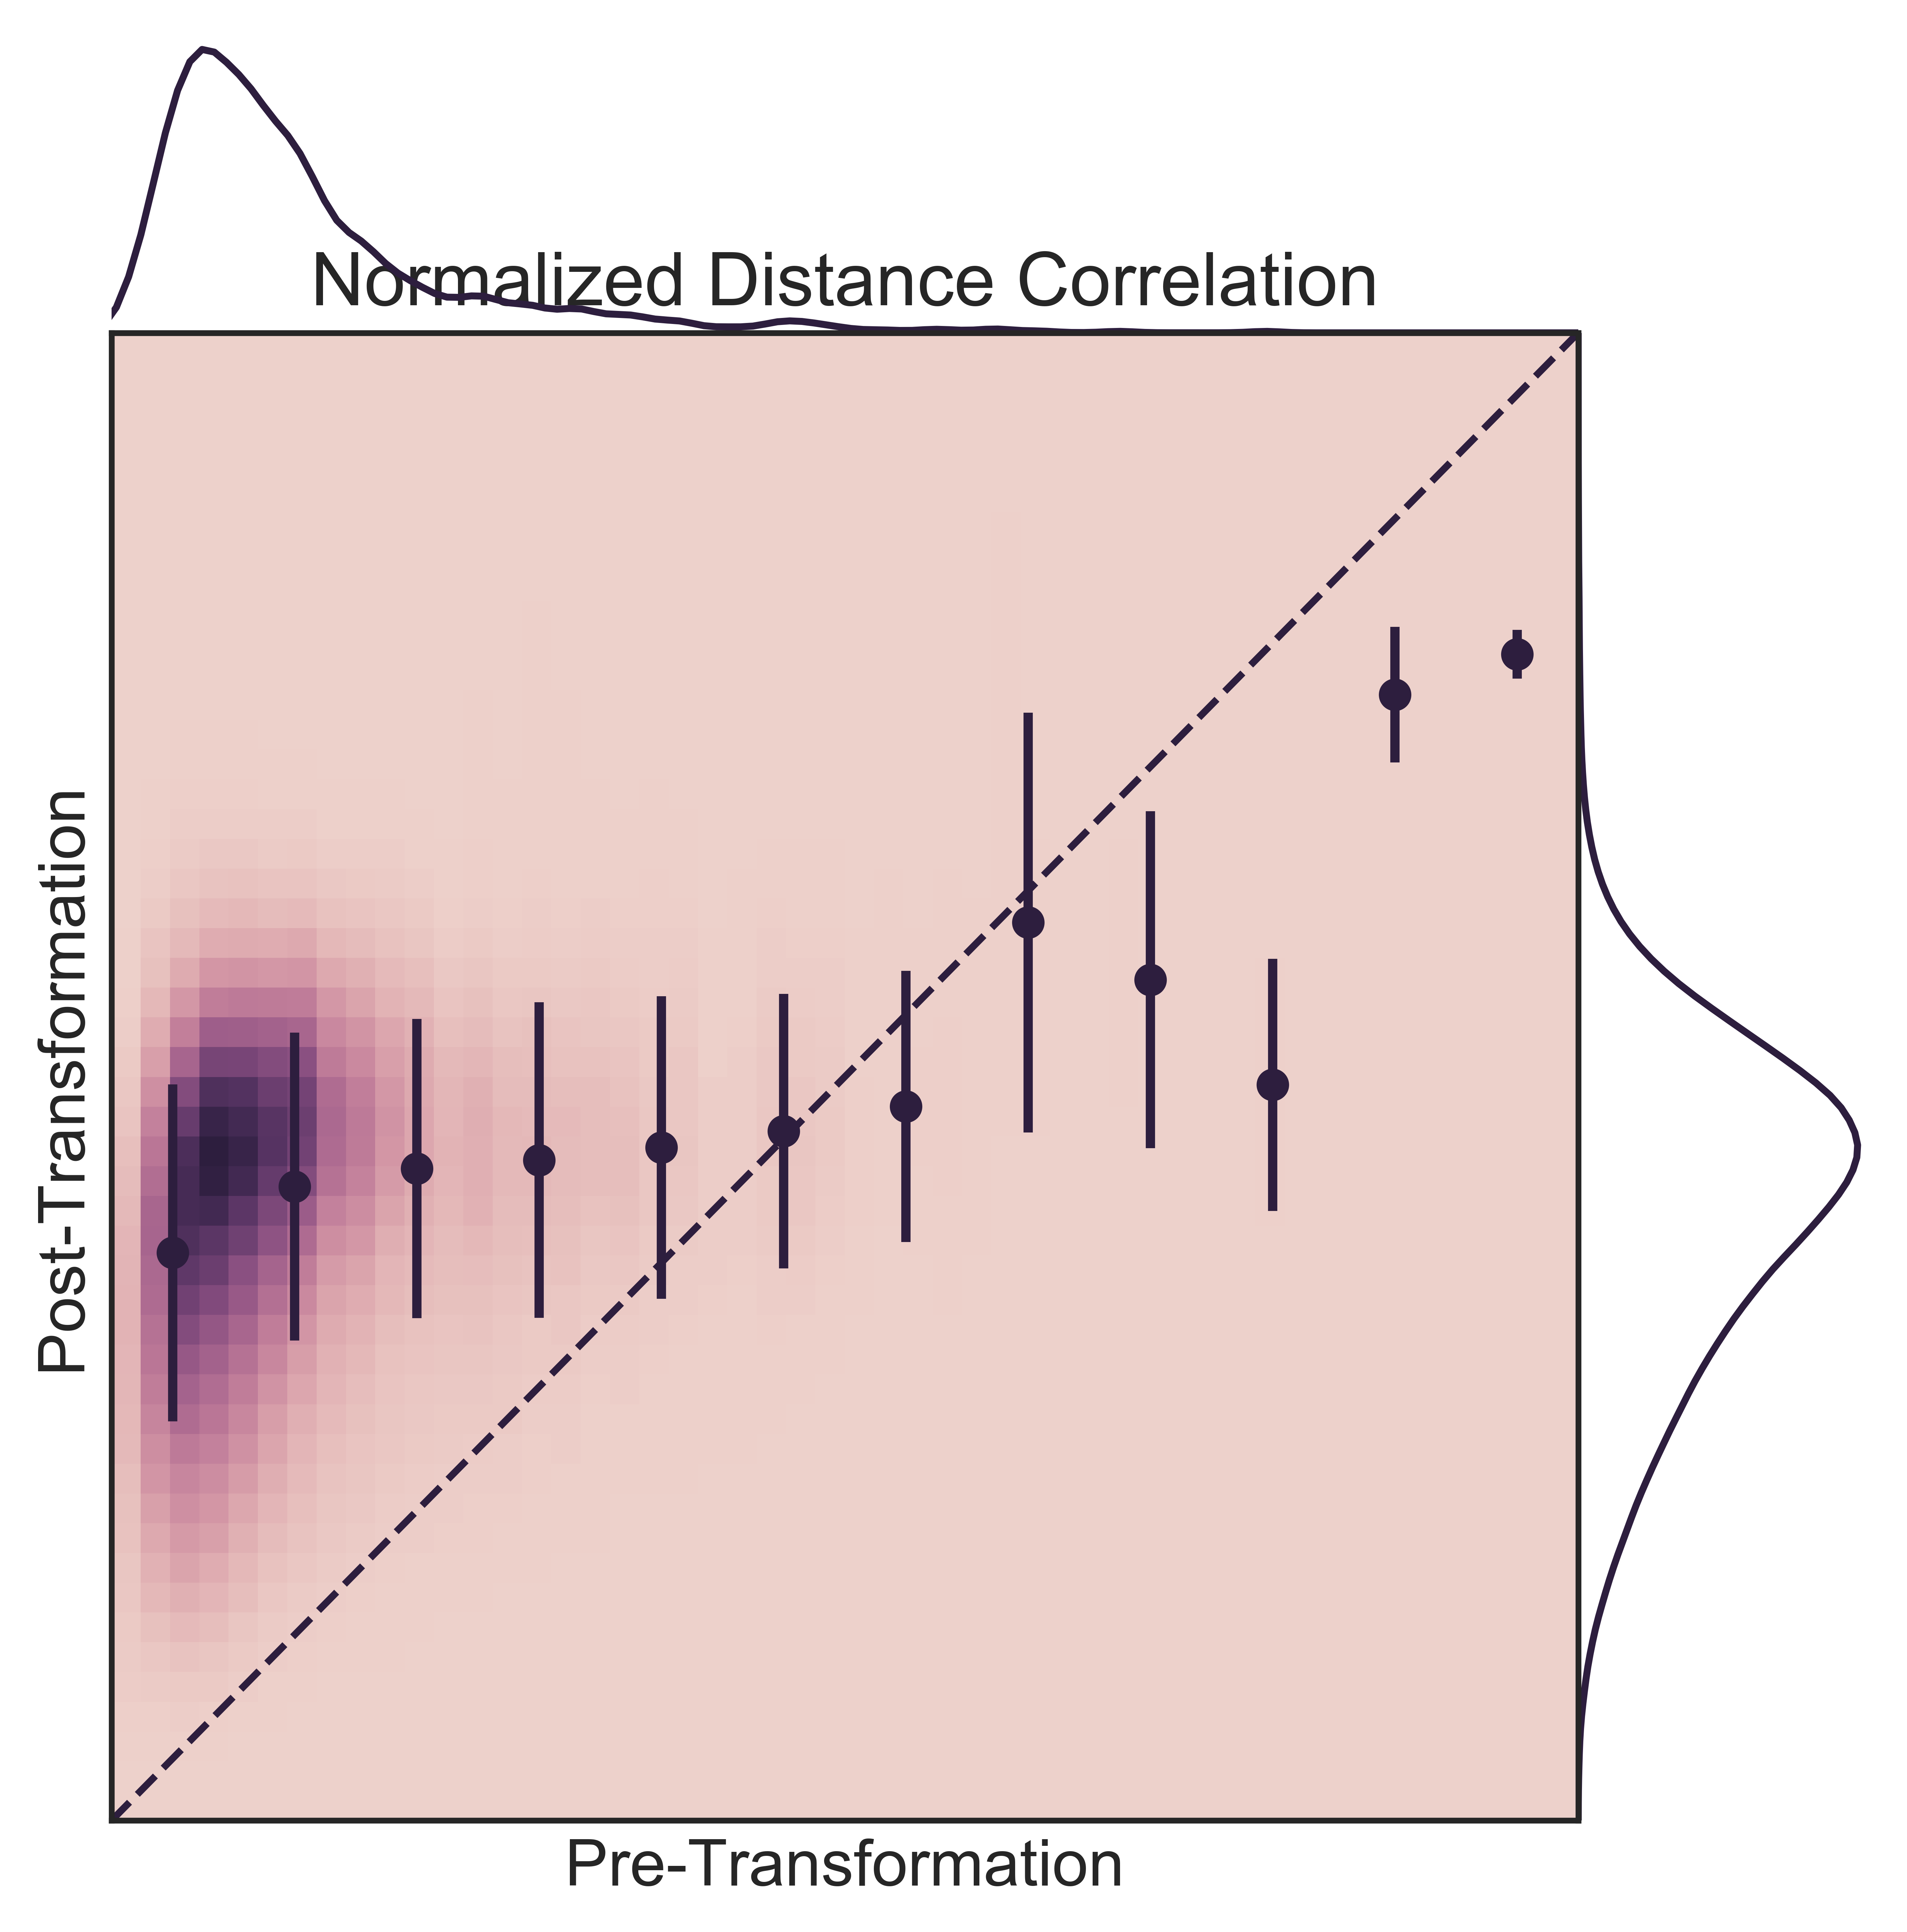 Normalized Distance Correlation
Post-Transformation
Pre-Transformation